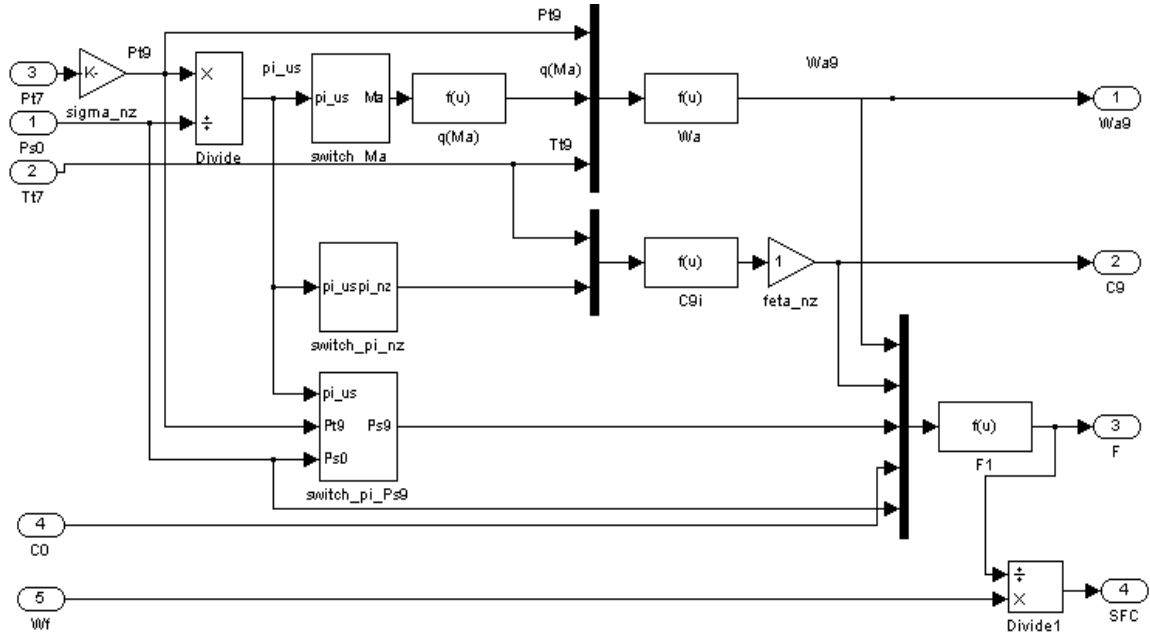 Pt9
Pt9
Wa9
3
K-
×
pi_us
pi_us Ma
f(u)
q(Ma)
f(u)
1
Pt7
sigma_nz
÷
q(Ma)
Wa
Wa9
1
Ps0
Divide
switch_Ma
Tt9
2
Tt7
pi_us pi_nz
f(u)
1
2
C9i
feta_nz
C9
switch_pi_nz
pi_us
Pt9 Ps9
f(u)
3
Ps0
F1
F
switch_pi_Ps9
4
C0
÷
5
×
4
Wf
Divide1
SFC